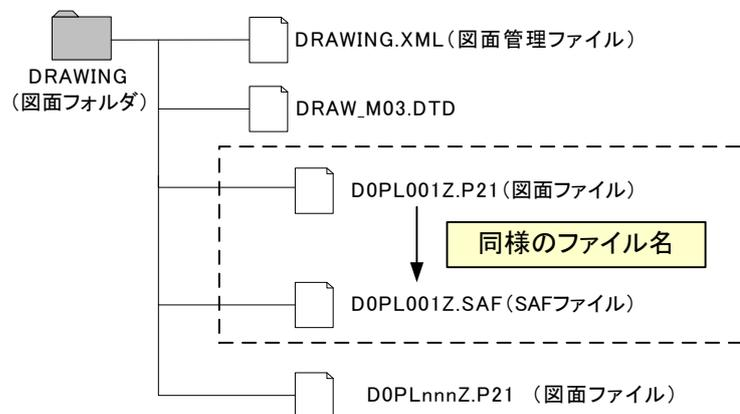 DRAWING.XML（図面管理ファイル）
DRAWING
（図面フォルダ）
DRAW_M03.DTD
D0PL001Z.P21（図面ファイル）
同様のファイル名
D0PL001Z.SAF（SAFファイル）
D0PLnnnZ.P21 （図面ファイル）